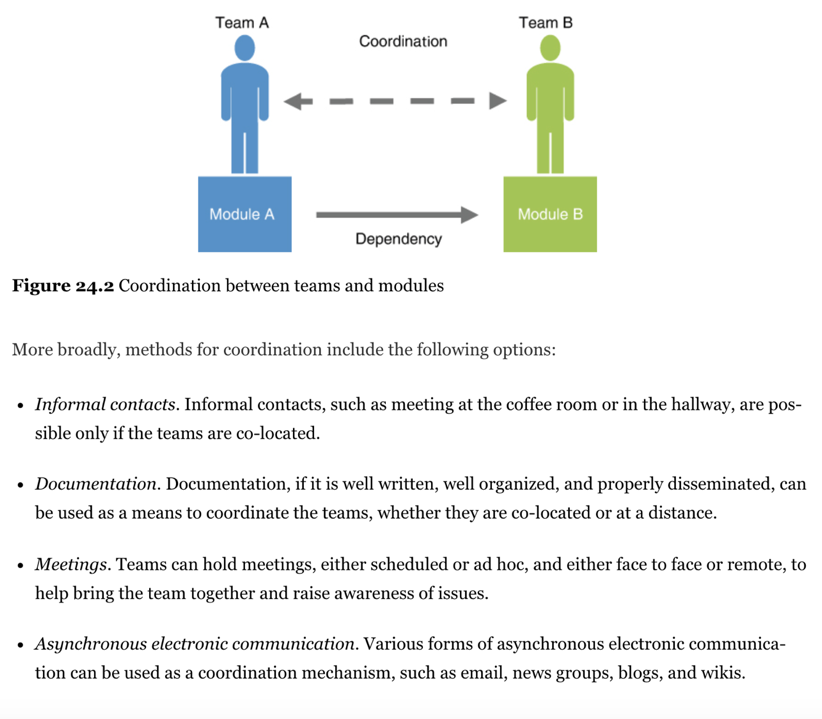 Team A
Team B
Coordination
Module A
Module B
Dependency
Figure 24.2 Coordination between teams and modules
More broadly, methods for coordination include the following options:
• Informal contacts. Informal contacts, such as meeting at the coffee room or in the hallway, are pos-
sible only if the teams are co-located.
• Documentation. Documentation, if it is well written, well organized, and properly disseminated, can
be used as a means to coordinate the teams, whether they are co-located or at a distance.
• Meetings. Teams can hold meetings, either scheduled or ad hoc, and either face to face or remote, to
help bring the team together and raise awareness of issues.
• Asynchronous electronic communication. Various forms of asynchronous electronic communica-
tion can be used as a coordination mechanism, such as email, news groups, blogs, and wikis.